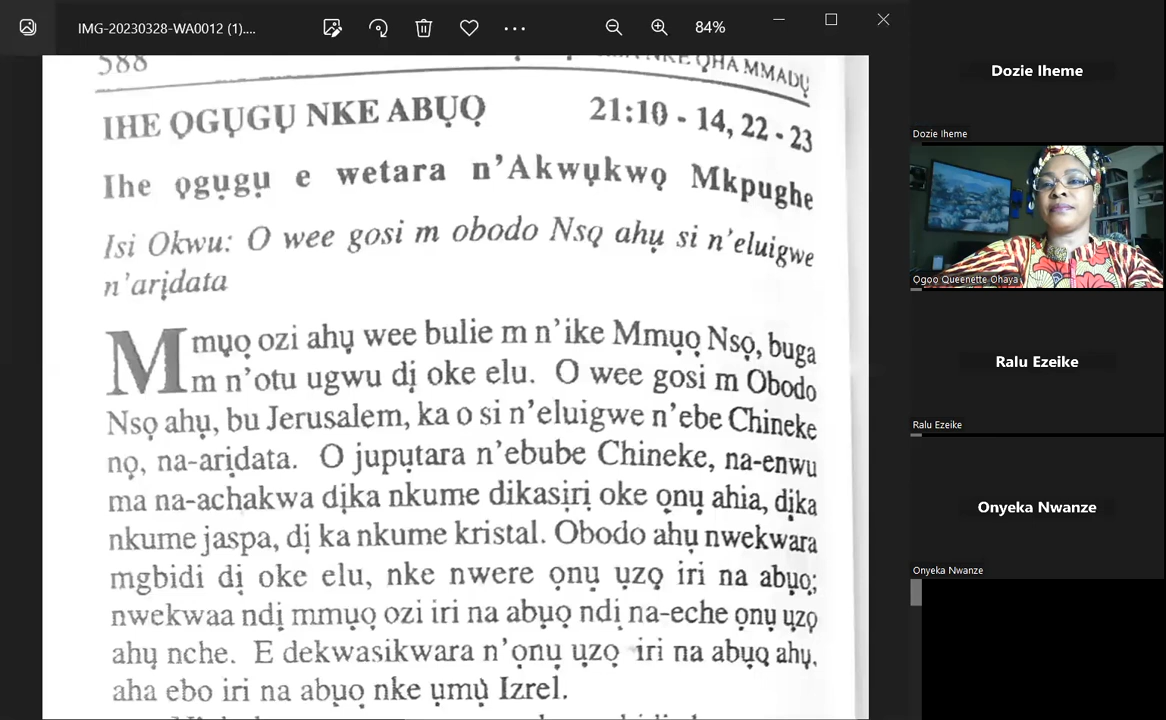 IMG-20230328-WA0012 (1)....
84%
588
NKE ỌHA MMADỤ
IHE ỌGỤGỤ NKE ABỤỌ 21:10 - 14, 22 - 23
Ihe ọgụgụ e wetara n'Akwụkwọ Mkpughe
Isi Okwu: O wee gosi m obodo Nsọ ahụ si n'eluigwe
n'arịdata
Mmụọ ozi ahụ wee bulie m n'ike Mmụọ Nsọ, buga
m n'otu ugwu dị oke elu. O wee gosi m Obodo
Nsọ ahụ, bu Jerusalem, ka o si n'eluigwe n'ebe Chineke
nọ, na-arịdata. O jupụtara n'ebube Chineke, na-enwu
ma na-achakwa dịka nkume dikasịrị oke ọnụ ahia, dịka
nkume jaspa, dị ka nkume kristal. Obodo ahụ nwekwara
mgbidi dị oke elu, nke nwere ọnụ ụzọ iri na abụọ;
nwekwaa ndị mmụọ ozi iri na abụọ ndị na-eche ọnụ ụzọ
ahụ nche. E dekwasikwara n'ọnụ ụzọ iri na abụọ ahụ,
aha ebo iri na abụọ nke ụmụ Izrel.
Dozie Iheme
Dozie Iheme
Ogoo Queenette Ohaya
Ralu Ezeike
Ralu Ezeike
Onyeka Nwanze
Onyeka Nwanze